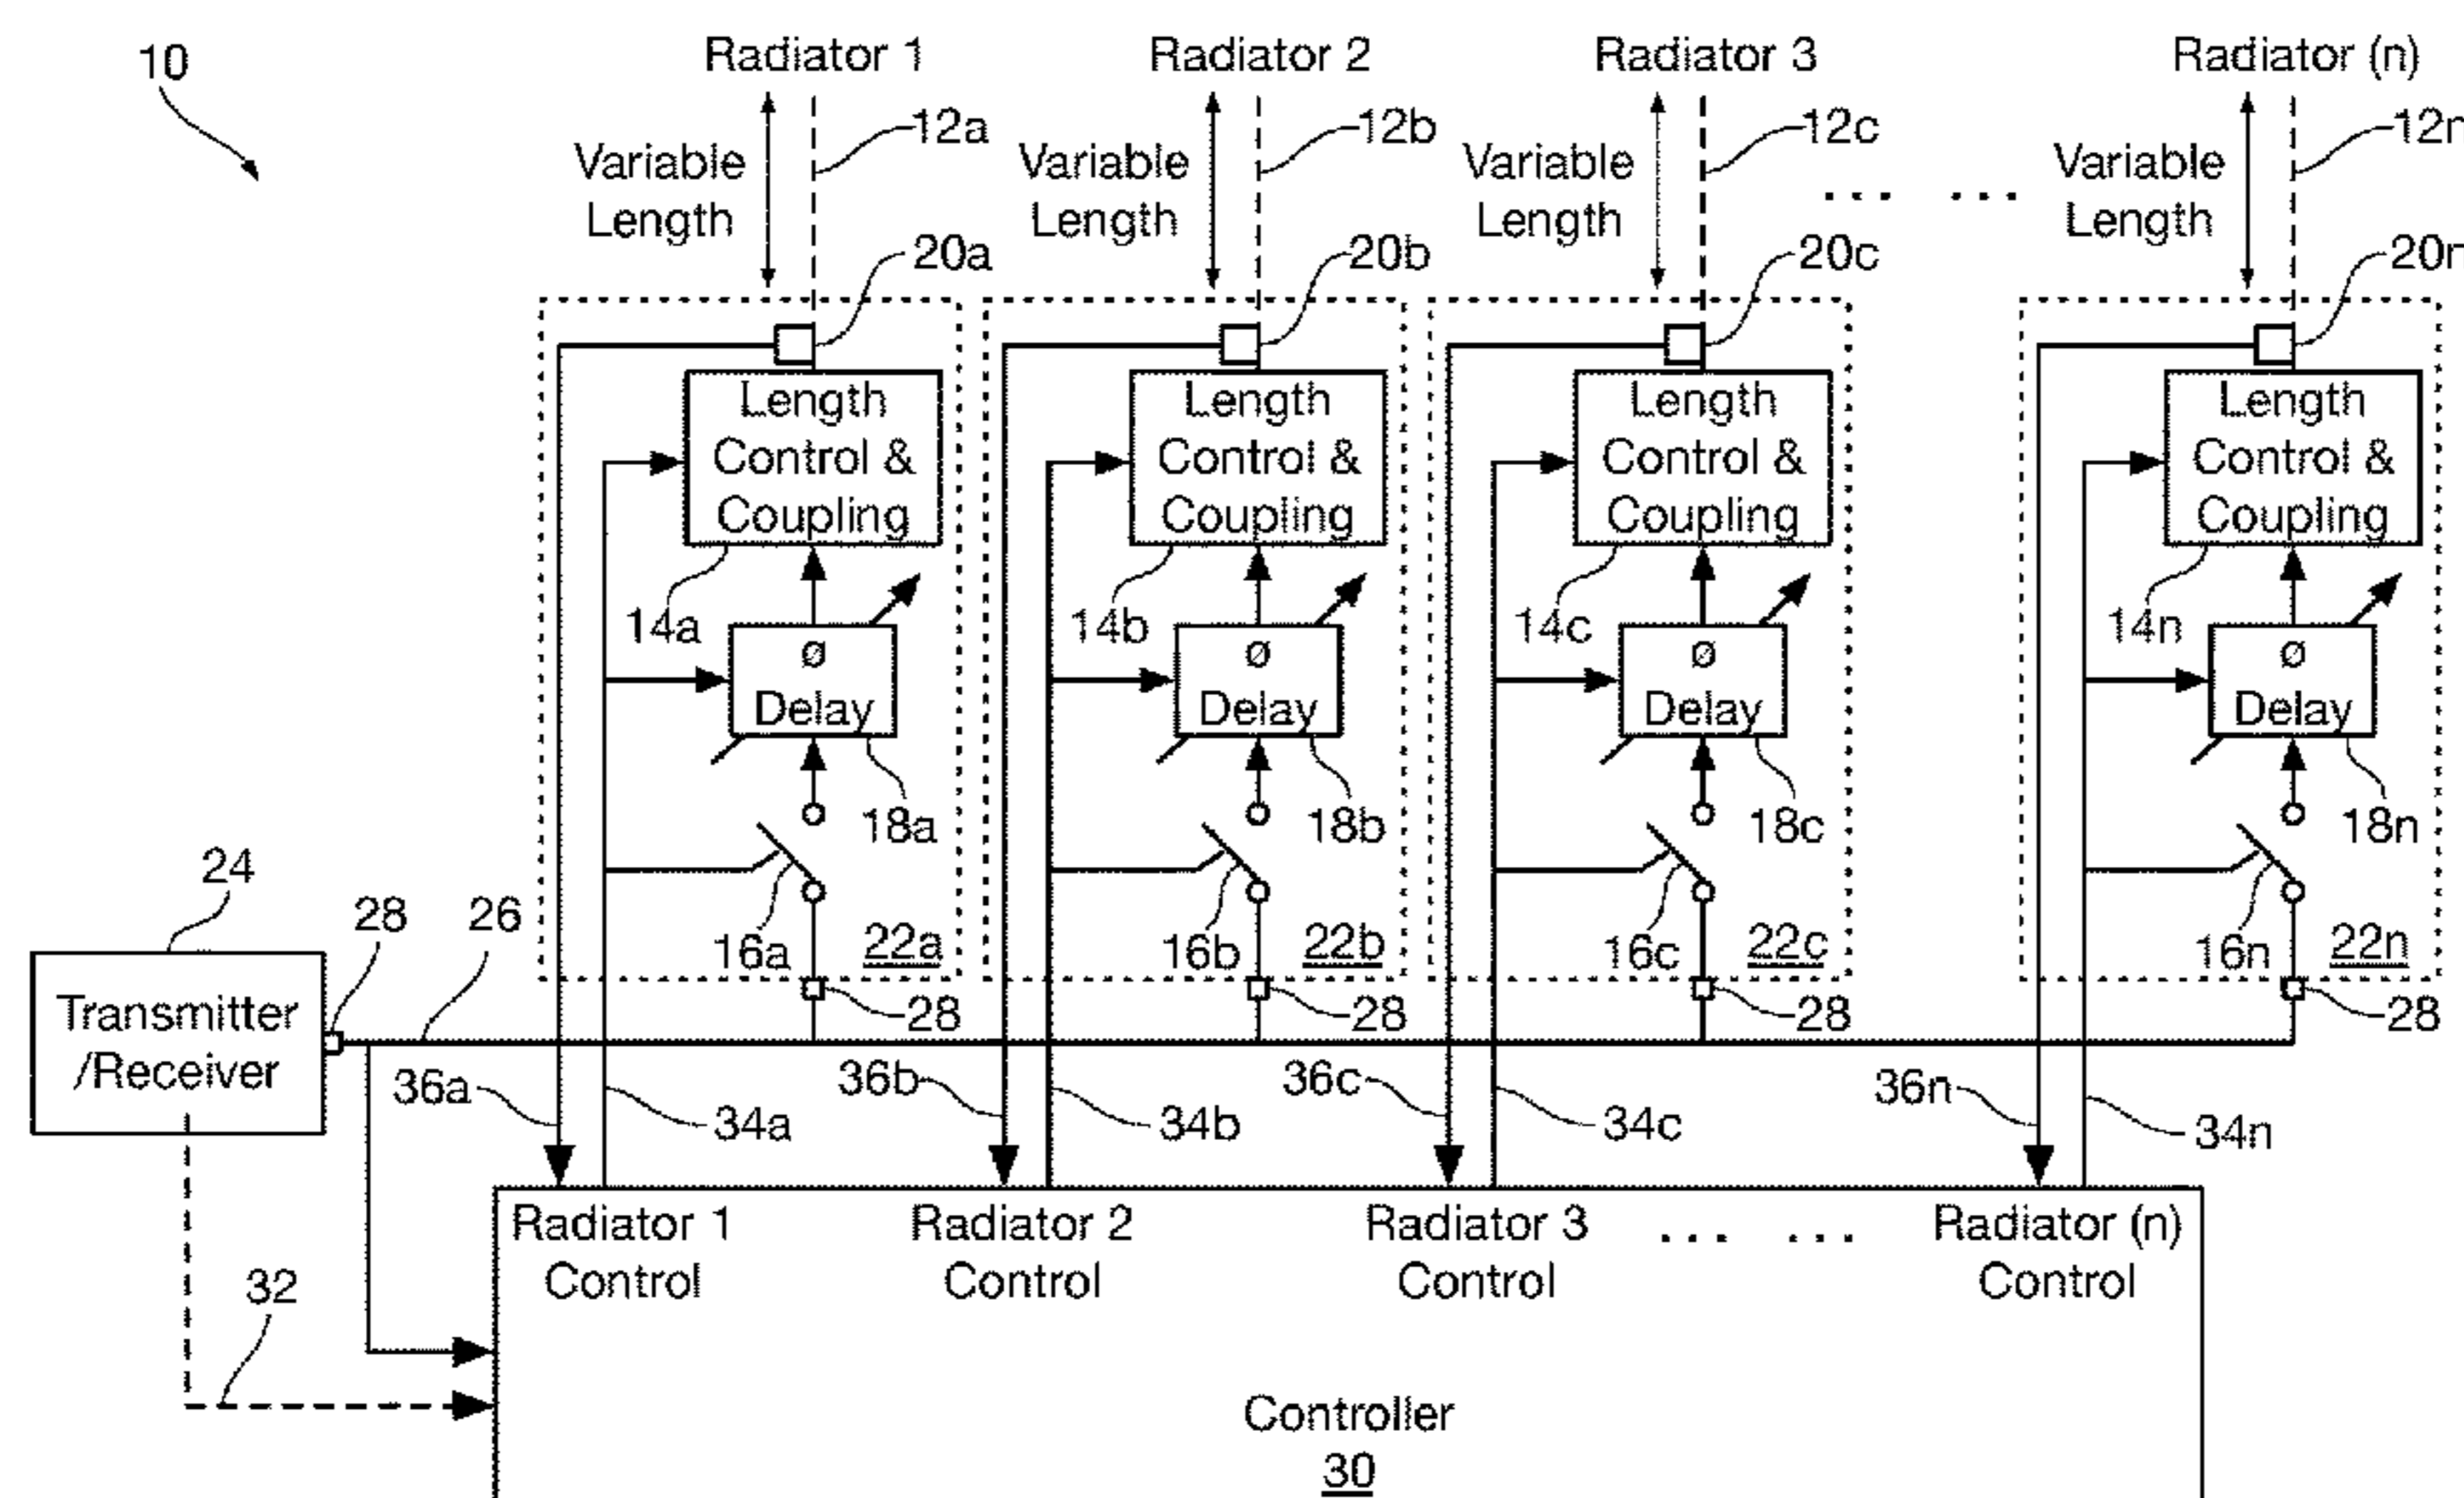 10
Radiator 1
Radiator 2
Radiator 3
Radiator (n)
Variable
Length
12a
Variable
Length
12b
Variable
Length
12c
... ...
Variable
Length
12n
20a
20b
20c
20n
Length
Control &
Coupling
Length
Control &
Coupling
Length
Control &
Coupling
Length
Control &
Coupling
14a
14b
14c
14n
ø
Delay
ø
Delay
ø
Delay
ø
Delay
18a
18b
18c
18n
16a
22a
16b
22b
16c
22c
16n
22n
24
28
26
28
28
28
28
Transmitter
/Receiver
36a
34a
36b
34b
36c
34c
36n
34n
Radiator 1
Control
Radiator 2
Control
Radiator 3
Control
... ...
Radiator (n)
Control
32
Controller
30